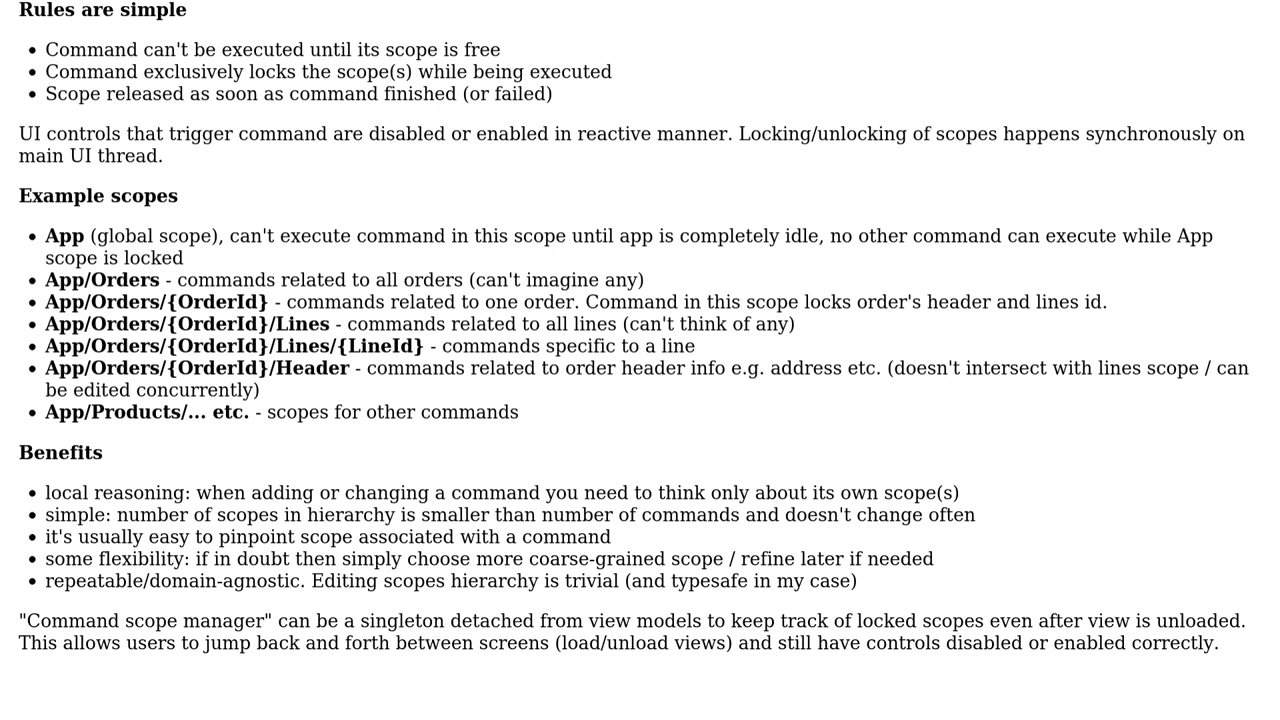 Rules are simple
• Command can't be executed until its scope is free
• Command exclusively locks the scope(s) while being executed
• Scope released as soon as command finished (or failed)
UI controls that trigger command are disabled or enabled in reactive manner. Locking/unlocking of scopes happens synchronously on
main UI thread.
Example scopes
• App (global scope), can't execute command in this scope until app is completely idle, no other command can execute while App
scope is locked
• App/Orders - commands related to all orders (can't imagine any)
• App/Orders/{OrderId} - commands related to one order. Command in this scope locks order's header and lines id.
• App/Orders/{OrderId}/Lines - commands related to all lines (can't think of any)
• App/Orders/{OrderId}/Lines/{LineId} - commands specific to a line
• App/Orders/{OrderId}/Header - commands related to order header info e.g. address etc. (doesn't intersect with lines scope / can
be edited concurrently)
• App/Products/... etc. - scopes for other commands
Benefits
• local reasoning: when adding or changing a command you need to think only about its own scope(s)
• simple: number of scopes in hierarchy is smaller than number of commands and doesn't change often
• it's usually easy to pinpoint scope associated with a command
• some flexibility: if in doubt then simply choose more coarse-grained scope / refine later if needed
• repeatable/domain-agnostic. Editing scopes hierarchy is trivial (and typesafe in my case)
"Command scope manager" can be a singleton detached from view models to keep track of locked scopes even after view is unloaded.
This allows users to jump back and forth between screens (load/unload views) and still have controls disabled or enabled correctly.